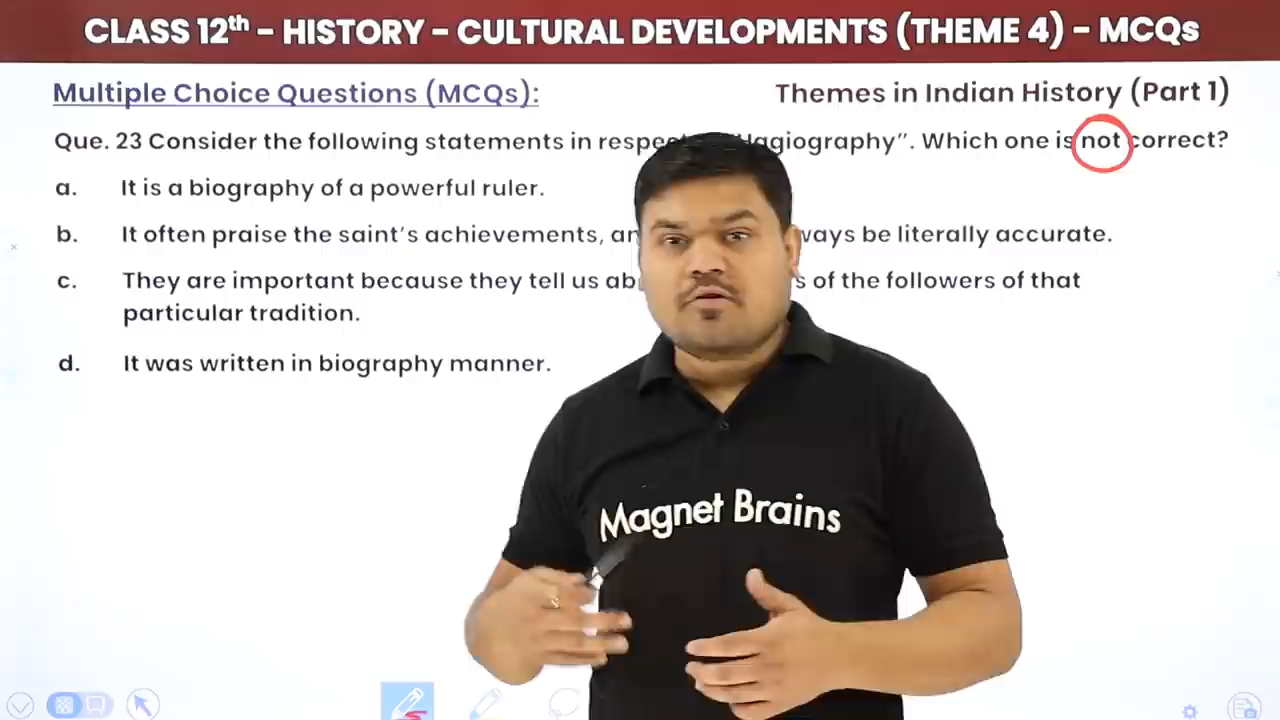 CLASS 12th – HISTORY – CULTURAL DEVELOPMENTS (THEME 4) – MCQs
Multiple Choice Questions (MCQs): Themes in Indian History (Part 1)
Que. 23 Consider the following statements in respec agiography”. Which one is not correct?
a. It is a biography of a powerful ruler.
b. It often praise the saint’s achievements, an ways be literally accurate.
c. They are important because they tell us ab s of the followers of that
particular tradition.
d. It was written in biography manner.
Magnet Brains